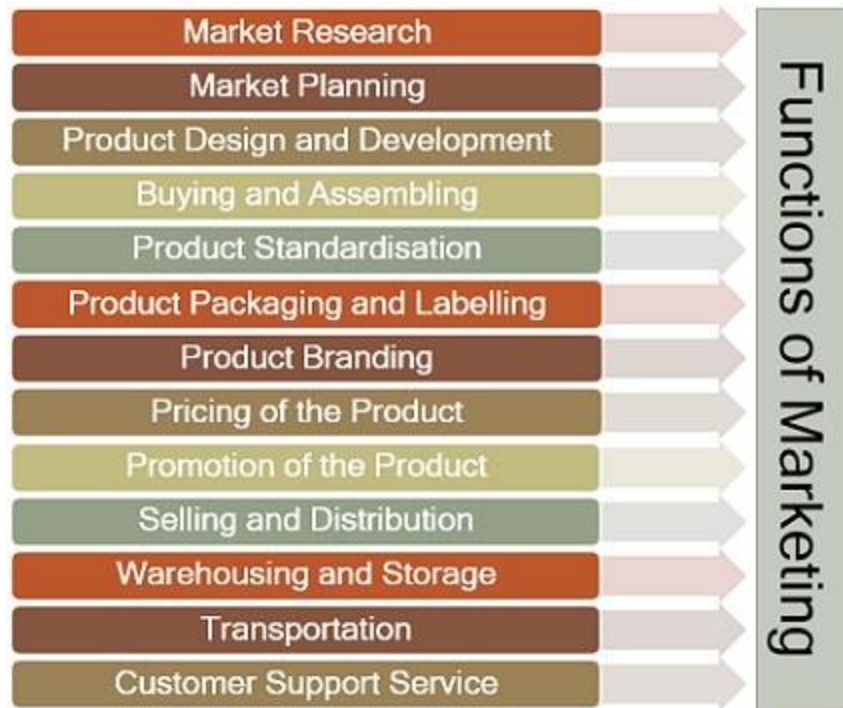 Market Research
Market Planning
Product Design and Development
Buying and Assembling
Product Standardisation
Product Packaging and Labelling
Product Branding
Pricing of the Product
Promotion of the Product
Selling and Distribution
Warehousing and Storage
Transportation
Customer Support Service
Functions of Marketing